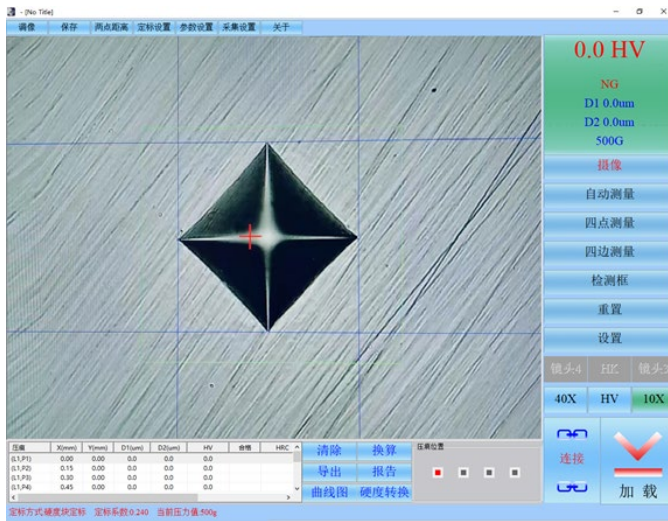 - [No Title]
调像 保存 两点距离 定标设置 参数设置 采集设置 关于
0.0 HV
NG
D1 0.0um
D2 0.0um
500G
摄像
自动测量
四点测量
四边测量
检测框
重置
设置
镜头4 HK 镜头3
40X HV 10X
连接
加 载
压痕 X(mm) Y(mm) D1(um) D2(um) HV 合格 HRC
(L1,P1) 0.00 0.00 0.0 0.0 0.0
(L1,P2) 0.15 0.00 0.0 0.0 0.0
(L1,P3) 0.30 0.00 0.0 0.0 0.0
(L1,P4) 0.45 0.00 0.0 0.0 0.0
清除 换算
导出 报告
曲线图 硬度转换
压痕位置
定标方式:硬度块定标 定标系数:0.240 当前压力值:500g